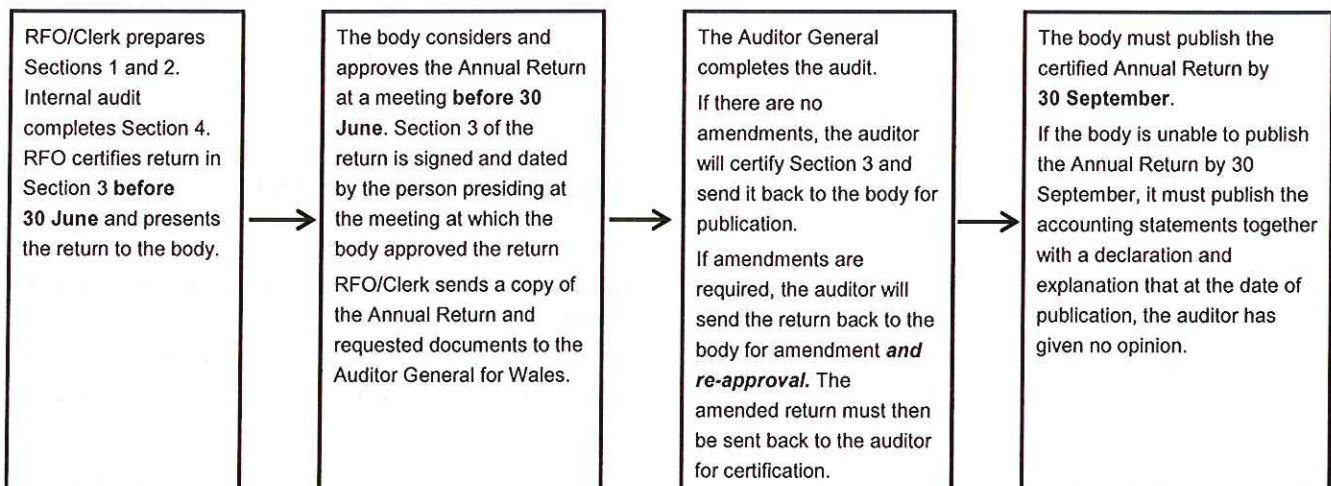 RFO/Clerk prepares
Sections 1 and 2.
Internal audit
completes Section 4.
RFO certifies return in
Section 3 before
30 June and presents
the return to the body.
The body considers and
approves the Annual Return
at a meeting before 30
June. Section 3 of the
return is signed and dated
by the person presiding at
the meeting at which the
body approved the return
RFO/Clerk sends a copy of
the Annual Return and
requested documents to the
Auditor General for Wales.
The Auditor General
completes the audit.
If there are no
amendments, the auditor
will certify Section 3 and
send it back to the body for
publication.
If amendments are
required, the auditor will
send the return back to the
body for amendment and
re-approval. The
amended return must then
be sent back to the auditor
for certification.
The body must publish the
certified Annual Return by
30 September.
If the body is unable to publish
the Annual Return by 30
September, it must publish the
accounting statements together
with a declaration and
explanation that at the date of
publication, the auditor has
given no opinion.